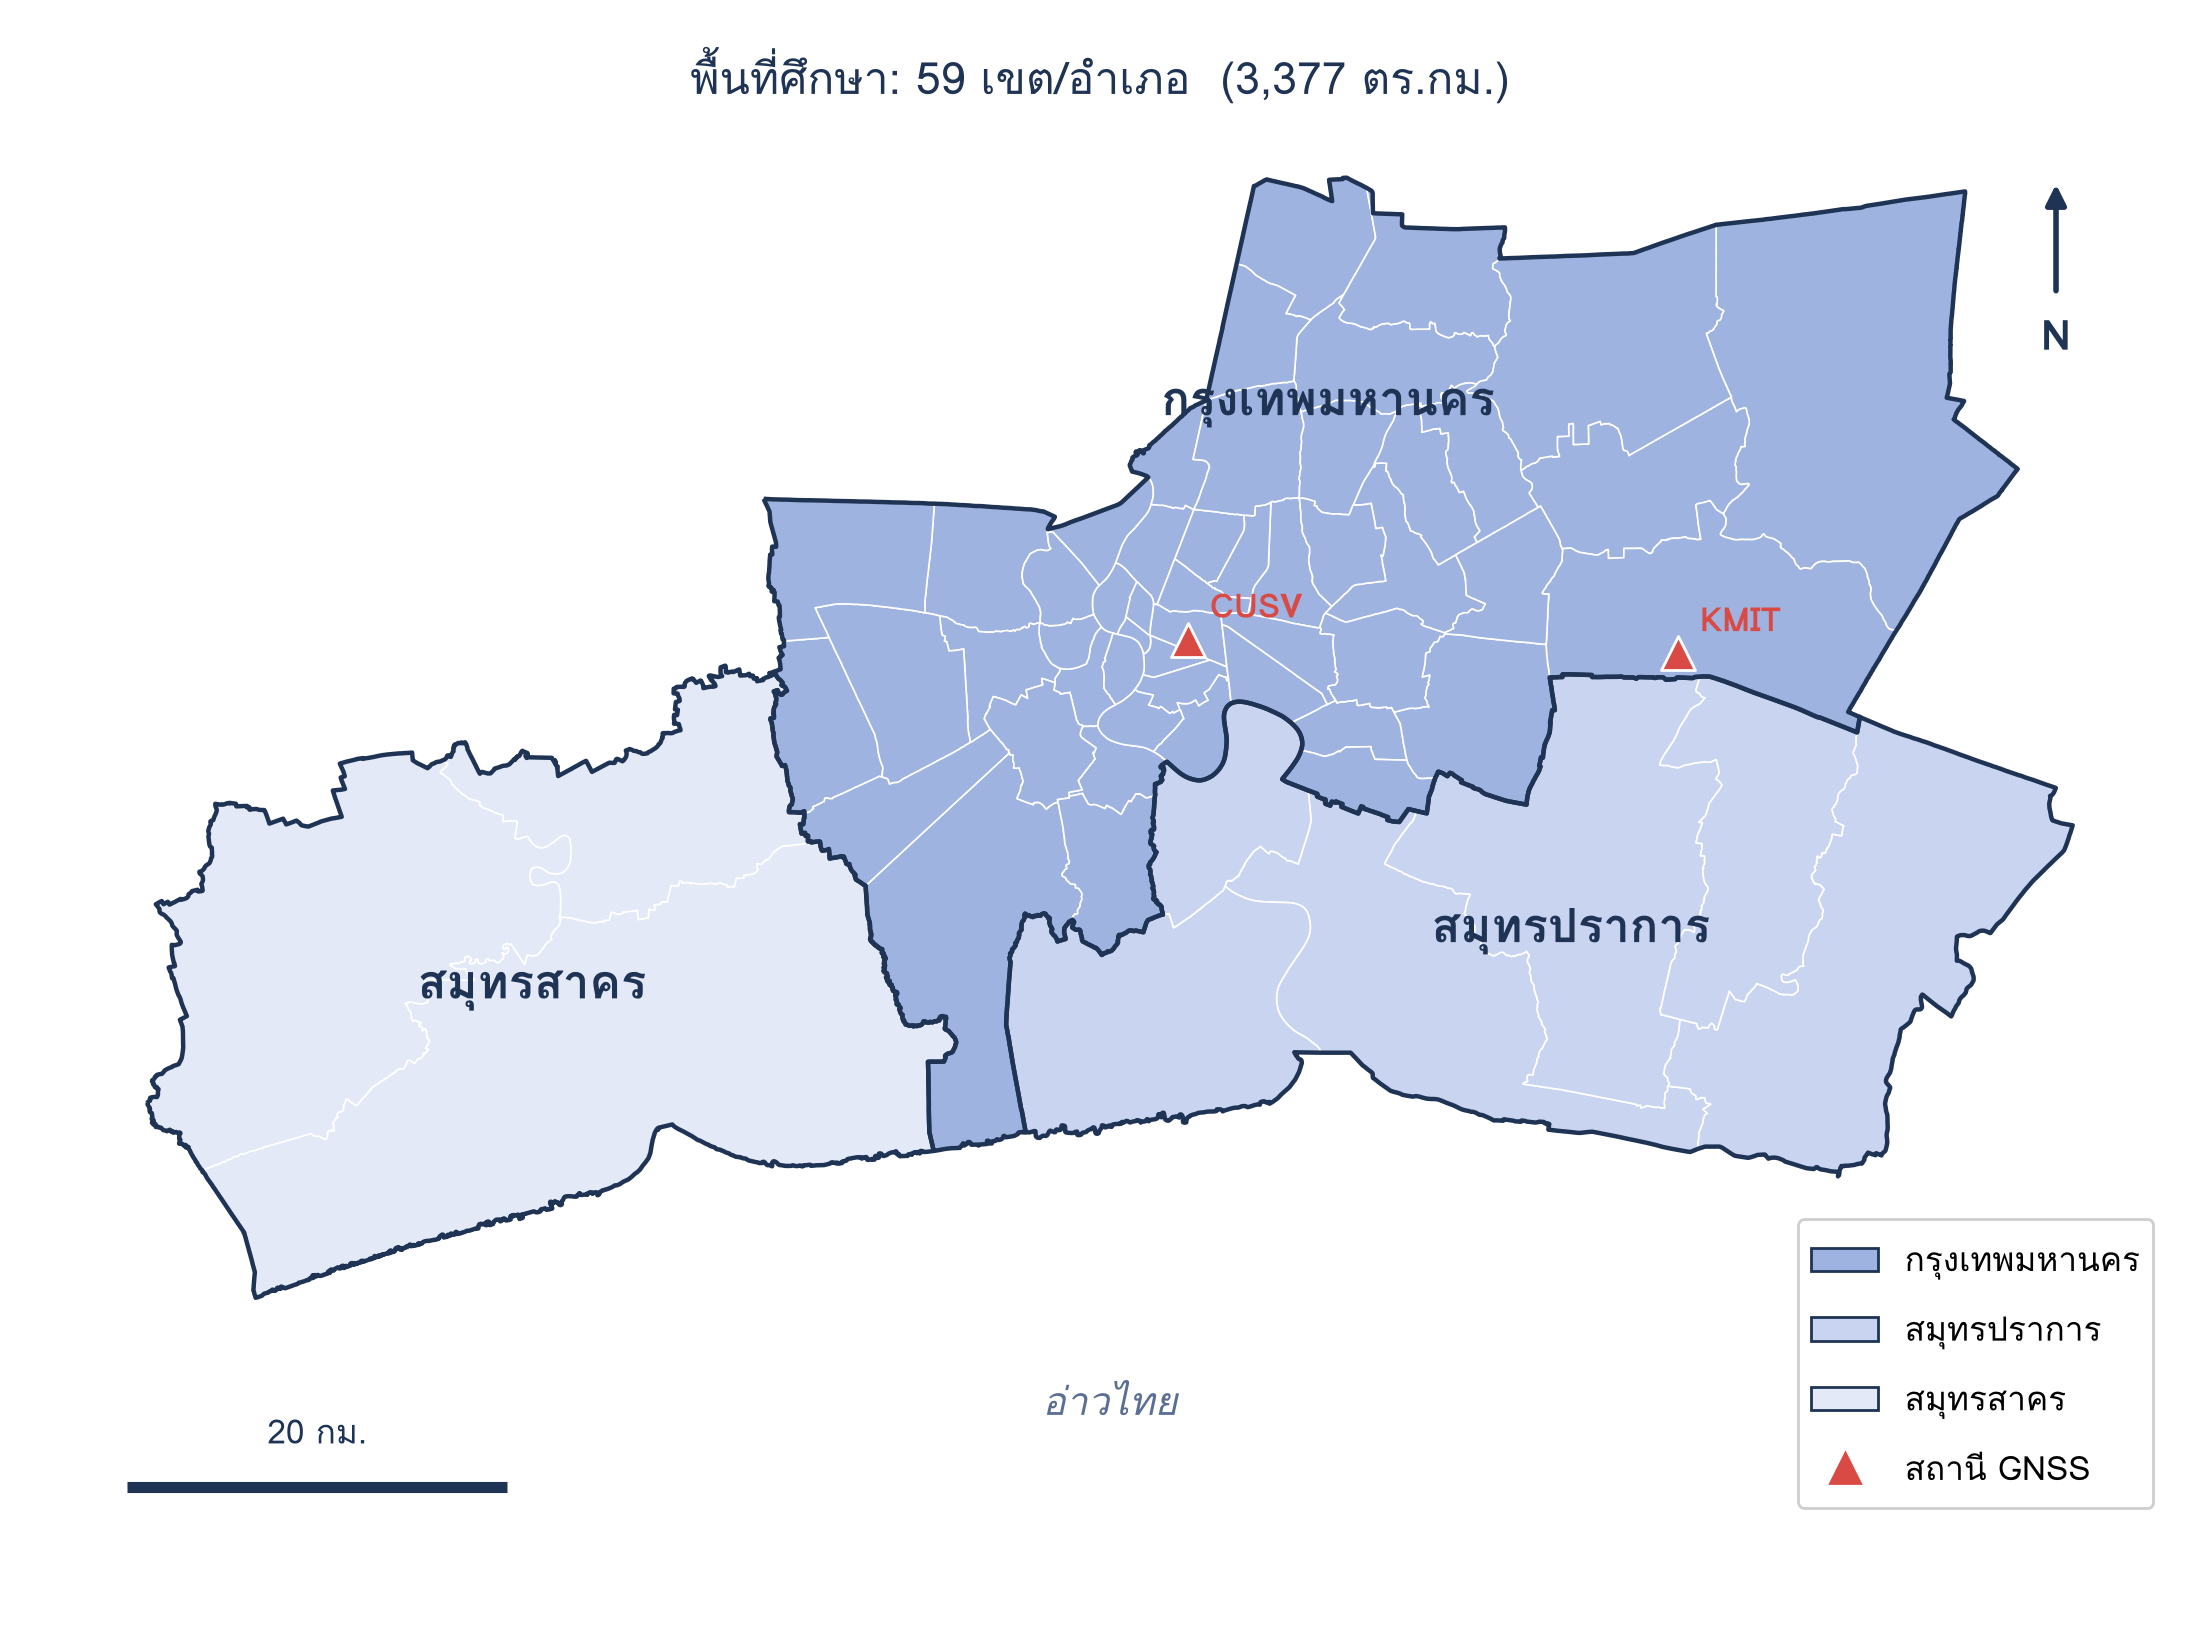 พื้นที่ศึกษา: 59 เขต/อำเภอ (3,377 ตร.กม.)
N
กรุงเทพมหานคร
CUSV
KMIT
สมุทรปราการ
สมุทรสาคร
กรุงเทพมหานคร
สมุทรปราการ
สมุทรสาคร
สถานี GNSS
อ่าวไทย
20 กม.